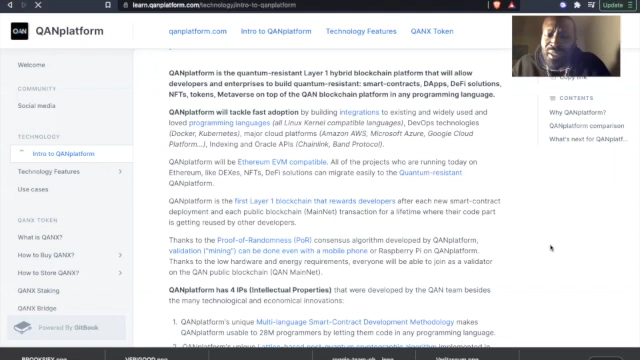 learn.qanplatform.com/technology/intro-to-qanplatform
Update
QAN
QANplatform
qanplatform.com
Intro to QANplatform
Technology Features
QANX Token
Welcome
COMMUNITY
Social media
TECHNOLOGY
Intro to QANplatform
Technology Features
Use cases
QANX TOKEN
What is QANX?
How to Buy QANX?
How to Store QANX?
QANX Staking
QANX Bridge
Powered By GitBook
QANplatform is the quantum-resistant Layer 1 hybrid blockchain platform that will allow
developers and enterprises to build quantum-resistant: smart-contracts, DApps, DeFi solutions,
NFTs, tokens, Metaverse on top of the QAN blockchain platform in any programming language.
QANplatform will tackle fast adoption by building integrations to existing and widely used and
loved programming languages (all Linux Kernel compatible languages), DevOps technologies
(Docker, Kubernetes), major cloud platforms (Amazon AWS, Microsoft Azure, Google Cloud
Platform...), Indexing and Oracle APIs (Chainlink, Band Protocol).
QANplatform will be Ethereum EVM compatible. All of the projects who are running today on
Ethereum, like DEXes, NFTs, DeFi solutions can migrate easily to the Quantum-resistant
QANplatform.
QANplatform is the first Layer 1 blockchain that rewards developers after each new smart-contract
deployment and each public blockchain (MainNet) transaction for a lifetime where their code part is
getting reused by other developers.
Thanks to the Proof-of-Randomness (PoR) consensus algorithm developed by QANplatform,
validation ("mining") can be done even with a mobile phone or Raspberry Pi on QANplatform.
Thanks to the low hardware and energy requirements, everyone will be able to join as a validator
on the QAN public blockchain (QAN MainNet).
QANplatform has 4 IPs (Intellectual Properties) that were developed by the QAN team besides
the many technological and economical innovations.
1. QANplatform's unique Multi-language Smart-Contract Development Methodology makes
QANplatform usable to 28M programmers by letting them code in any programming language.
2. QANplatform's unique Lattice-based post-quantum cryptographic algorithm implemented in
Copy link
CONTENTS
Why QANplatform?
QANplatform comparison
What's next for QANplatf...